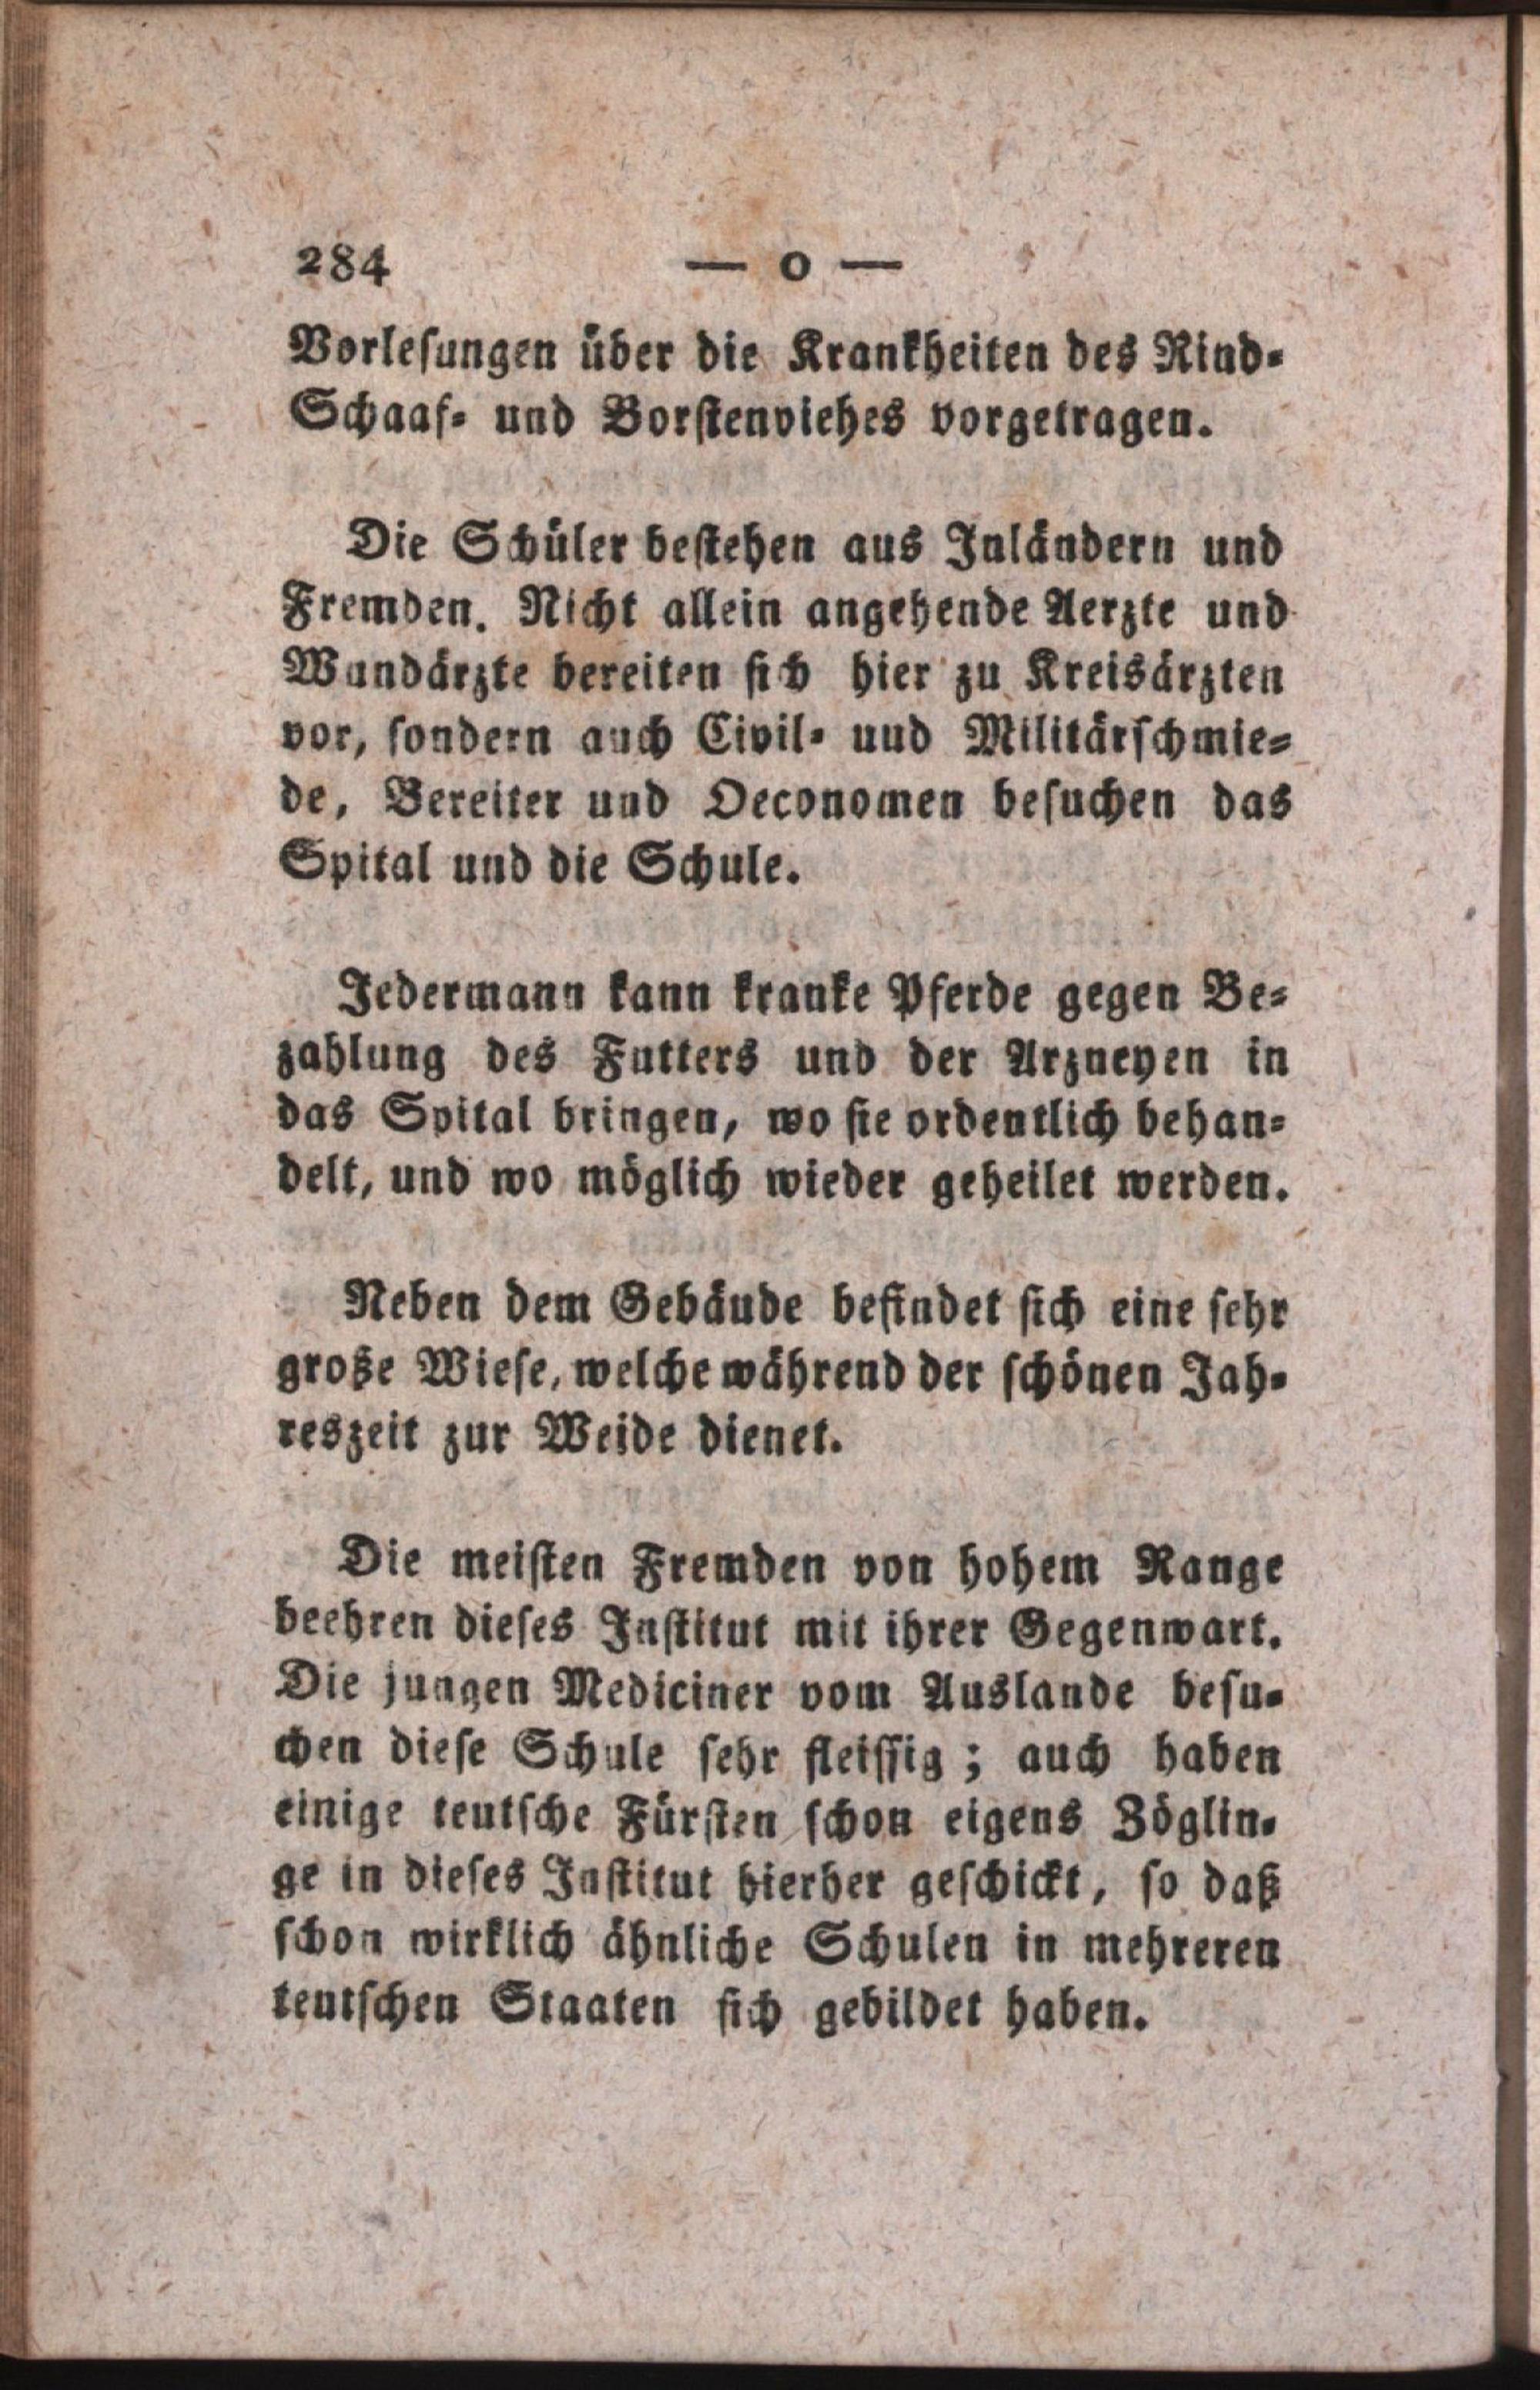 284 — o —
Vorlesungen über die Krankheiten des Rind-
Schaaf- und Borstenviehes vorgetragen.
Die Schüler bestehen aus Inländern und
Fremden. Nicht allein angehende Aerzte und
Wundärzte bereiten sich hier zu Kreisärzten
vor, sondern auch Civil- und Militärschmie-
de, Bereiter und Oeconomen besuchen das
Spital und die Schule.
Jedermann kann kranke Pferde gegen Be-
zahlung des Futters und der Arzneyen in
das Spital bringen, wo sie ordentlich behan-
delt, und wo möglich wieder geheilet werden.
Neben dem Gebäude befindet sich eine sehr
große Wiese, welche während der schönen Jah-
reszeit zur Weide dienet.
Die meisten Fremden von hohem Range
beehren dieses Institut mit ihrer Gegenwart.
Die jungen Mediciner vom Auslande besu-
chen diese Schule sehr fleissig; auch haben
einige teutsche Fürsten schon eigens Zöglin-
ge in dieses Institut hierher geschickt, so daß
schon wirklich ähnliche Schulen in mehreren
teutschen Staaten sich gebildet haben.